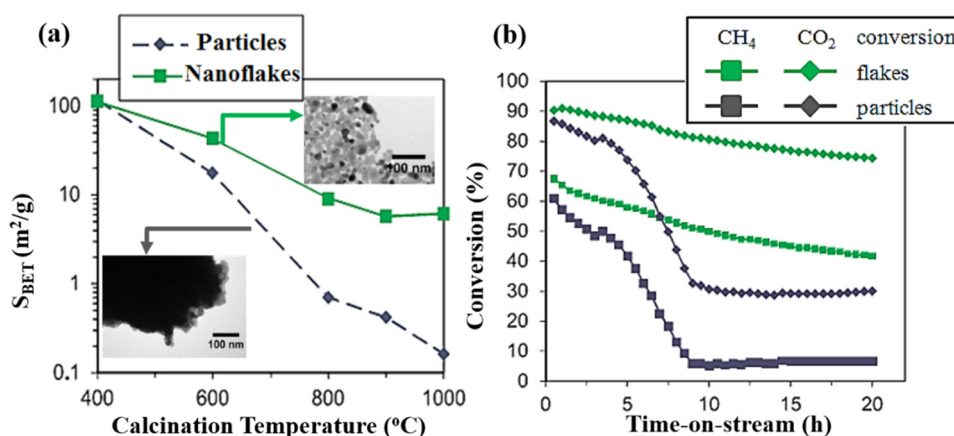 (a)
Particles
Nanoflakes
S_BET (m²/g)
100
10
1
0.1
100 nm
100 nm
400
600
800
1000
Calcination Temperature (°C)
(b)
CH₄ CO₂ conversion
flakes
particles
Conversion (%)
100
90
80
70
60
50
40
30
20
10
0
0
5
10
15
20
Time-on-stream (h)